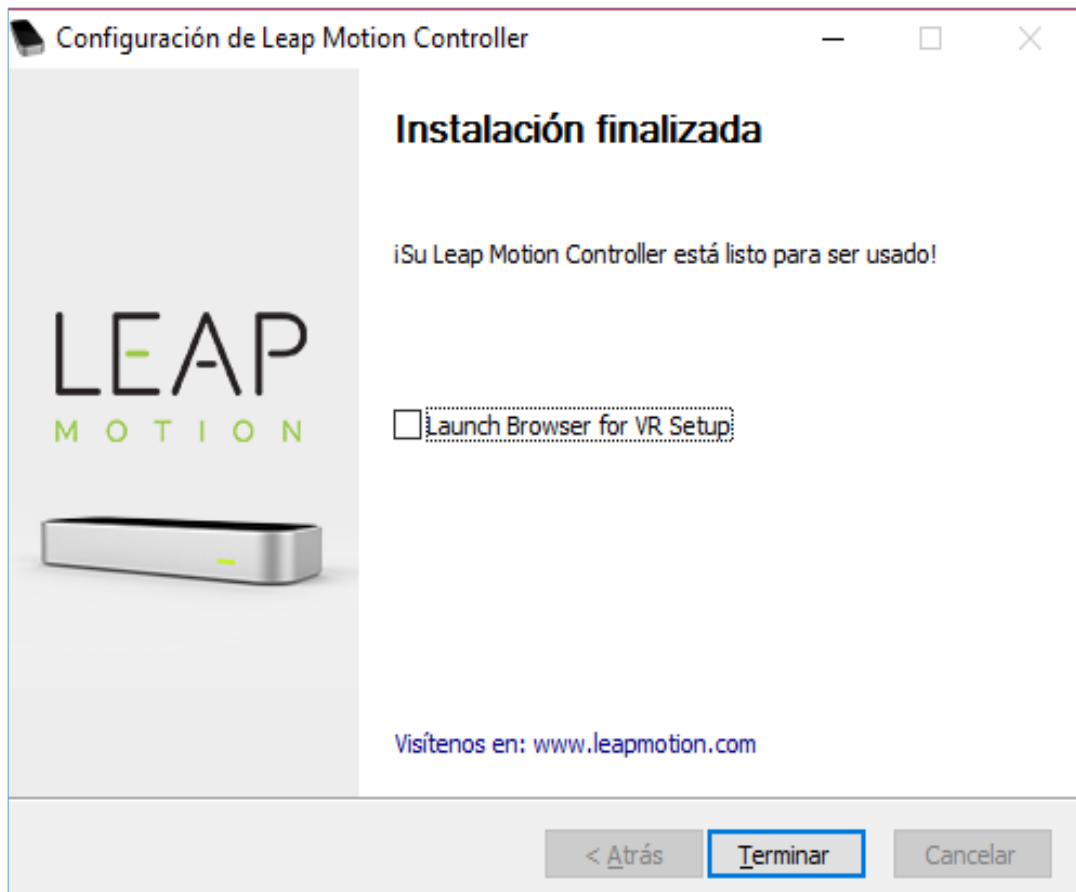 Configuración de Leap Motion Controller
Instalación finalizada
¡Su Leap Motion Controller está listo para ser usado!
LEAP
MOTION
Launch Browser for VR Setup
Visítenos en: www.leapmotion.com
< Atrás
Terminar
Cancelar